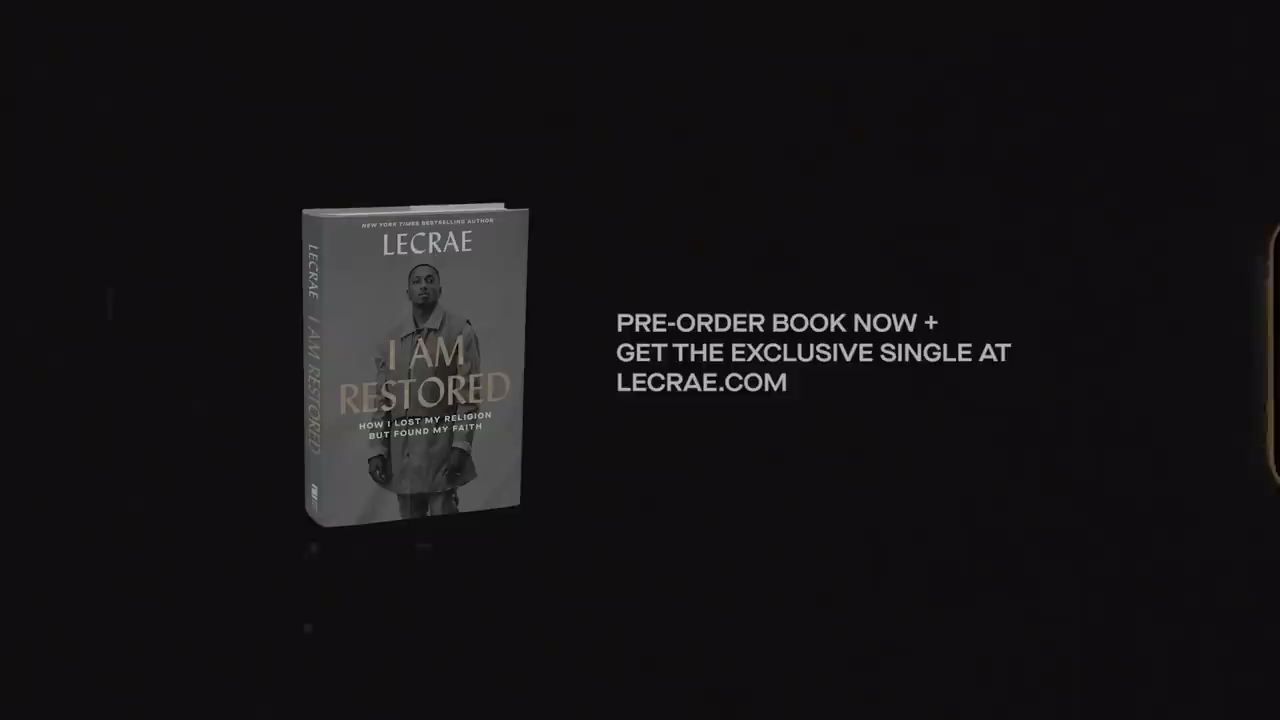 NEW YORK TIMES BESTSELLING AUTHOR
LECRAE
I AM
RESTORED
HOW I LOST MY RELIGION
BUT FOUND MY FAITH
LECRAE I AM RESTORED
PRE-ORDER BOOK NOW +
GET THE EXCLUSIVE SINGLE AT
LECRAE.COM